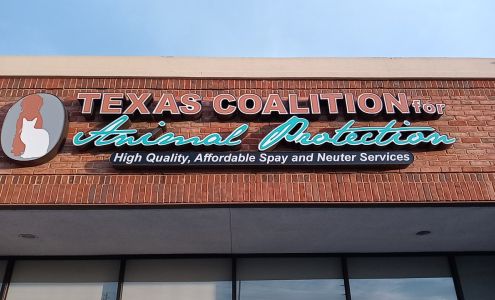 TEXAS COALITION for
Animal Protection
High Quality, Affordable Spay and Neuter Services